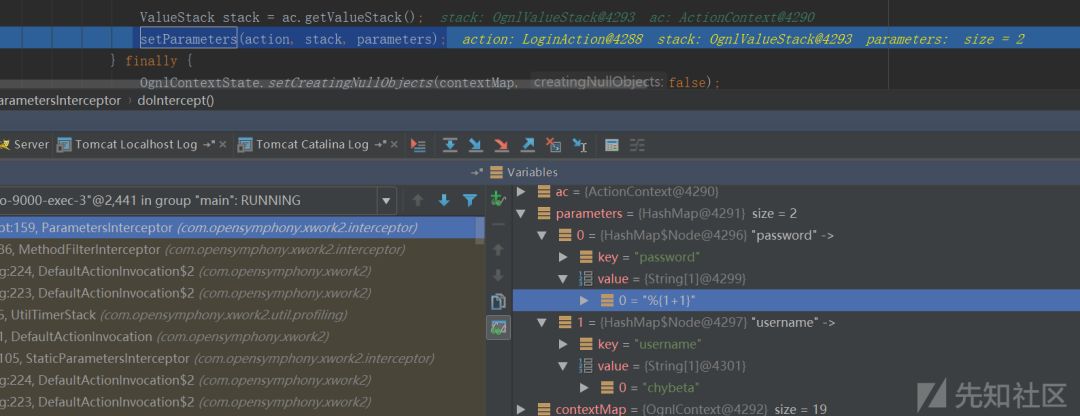 ValueStack stack = ac.getValueStack(); stack: OgnlValueStack@4293 ac: ActionContext@4290
setParameters(action, stack, parameters); action: LoginAction@4288 stack: OgnlValueStack@4293 parameters: size = 2
} finally {
OgnlContextState.setCreatingNullObjects(contextMap, creatingNullObjects: false);
arametersInterceptor › doIntercept()
Server Tomcat Localhost Log Tomcat Catalina Log
Variables
o-9000-exec-3"@2,441 in group "main": RUNNING
ac = {ActionContext@4290}
parameters = {HashMap@4291} size = 2
pt:159, ParametersInterceptor (com.opensymphony.xwork2.interceptor)
0 = {HashMap$Node@4296} "password" ->
86, MethodFilterInterceptor (com.opensymphony.xwork2.interceptor)
key = "password"
g:224, DefaultActionInvocation$2 (com.opensymphony.xwork2)
value = {String[1]@4299}
g:223, DefaultActionInvocation$2 (com.opensymphony.xwork2)
0 = "%{1+1}"
5, UtilTimerStack (com.opensymphony.xwork2.util.profiling)
1 = {HashMap$Node@4297} "username" ->
1, DefaultActionInvocation (com.opensymphony.xwork2)
key = "username"
105, StaticParametersInterceptor (com.opensymphony.xwork2.interceptor)
value = {String[1]@4301}
g:224, DefaultActionInvocation$2 (com.opensymphony.xwork2)
0 = "chybeta"
g:223, DefaultActionInvocation$2 (com.opensymphony.xwork2)
contextMap = {OgnlContext@4292} size = 19
先知社区